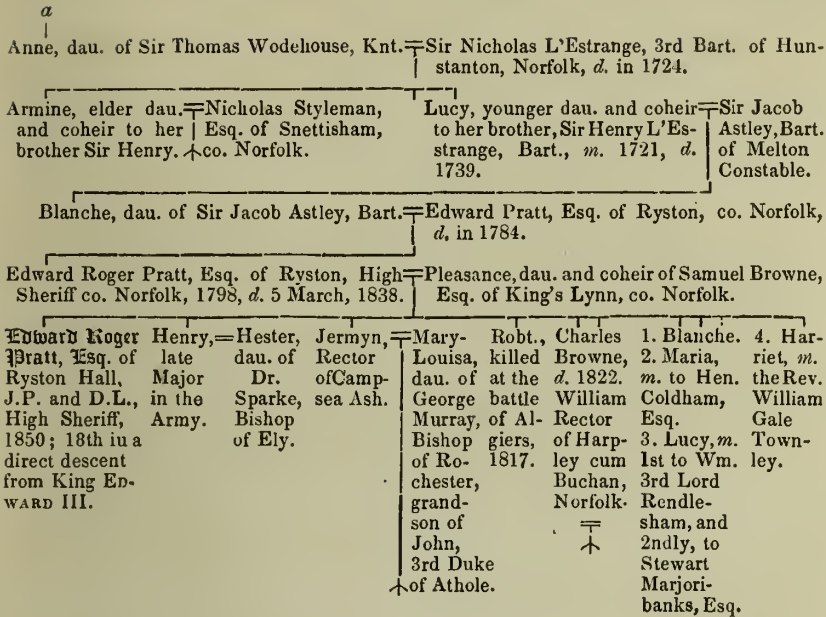 a
Anne, dau. of Sir Thomas Wodehouse, Knt.
Sir Nicholas L'Estrange, 3rd Bart. of Hun-
stanton, Norfolk, d. in 1724.
Armine, elder dau.
and coheir to her
brother Sir Henry.
Nicholas Styleman,
Esq. of Snettisham,
co. Norfolk.
Lucy, younger dau. and coheir
to her brother, Sir Henry L'Es-
strange, Bart., m. 1721, d.
1739.
Sir Jacob
Astley, Bart.
of Melton
Constable.
Blanche, dau. of Sir Jacob Astley, Bart.
Edward Pratt, Esq. of Ryston, co. Norfolk,
d. in 1784.
Edward Roger Pratt, Esq. of Ryston, High
Sheriff co. Norfolk, 1798, d. 5 March, 1838.
Pleasance, dau. and coheir of Samuel Browne,
Esq. of King's Lynn, co. Norfolk.
Edward Roger
Pratt, Esq. of
Ryston Hall,
J.P. and D.L.,
High Sheriff,
1850; 18th iu a
direct descent
from King ED-
WARD III.
Henry,
late
Major
in the
Army.
Hester,
dau. of
Dr.
Sparke,
Bishop
of Ely.
Jermyn,
Rector
of Camp-
sea Ash.
Mary-
Louisa,
dau. of
George
Murray,
Bishop
of Ro-
chester,
grand-
son of
John,
3rd Duke
of Athole.
Robt.,
killed
at the
battle
of Al-
giers,
1817.
Charles
Browne,
d. 1822.
William
Rector
of Harp-
ley cum
Buchan,
Norfolk.
1. Blanche.
2. Maria,
m. to Hen.
Coldham,
Esq.
3. Lucy, m.
1st to Wm.
3rd Lord
Rendle-
sham, and
2ndly, to
Stewart
Marjori-
banks, Esq.
4. Har-
riet, m.
the Rev.
William
Gale
Town-
ley.